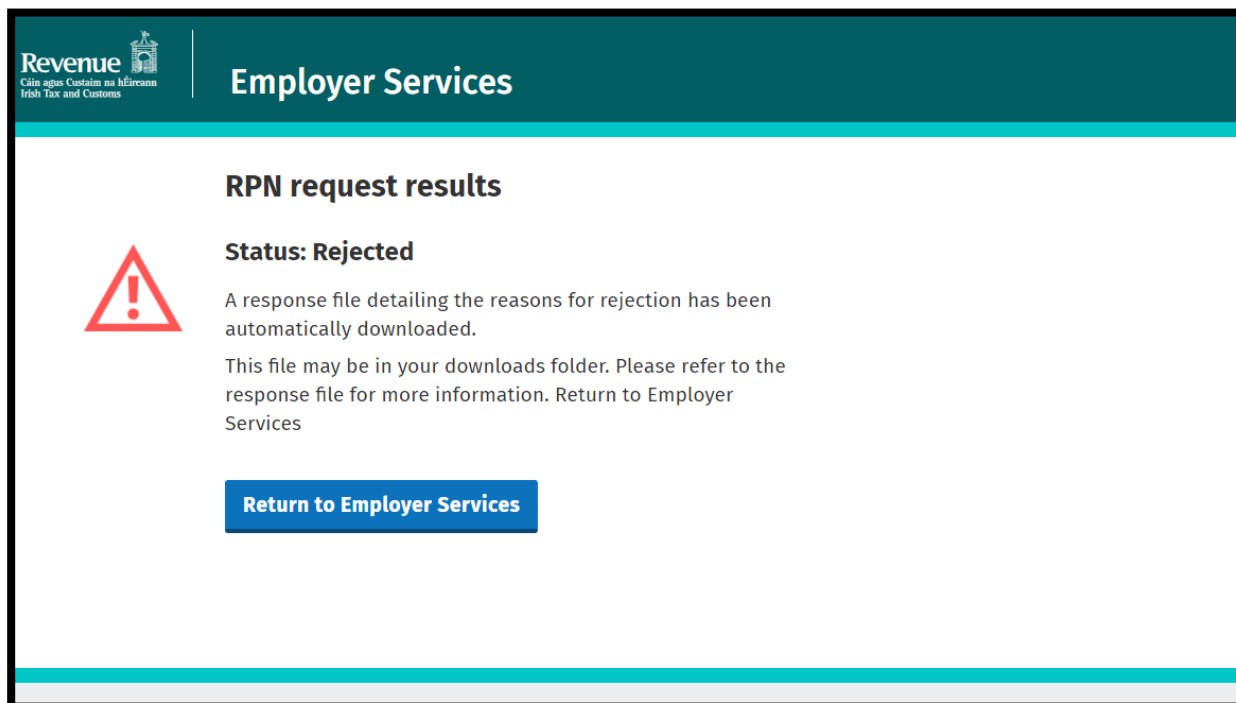 Revenue
Cáin agus Custaim na hÉireann
Irish Tax and Customs
Employer Services
RPN request results
Status: Rejected
A response file detailing the reasons for rejection has been
automatically downloaded.
This file may be in your downloads folder. Please refer to the
response file for more information. Return to Employer
Services
Return to Employer Services